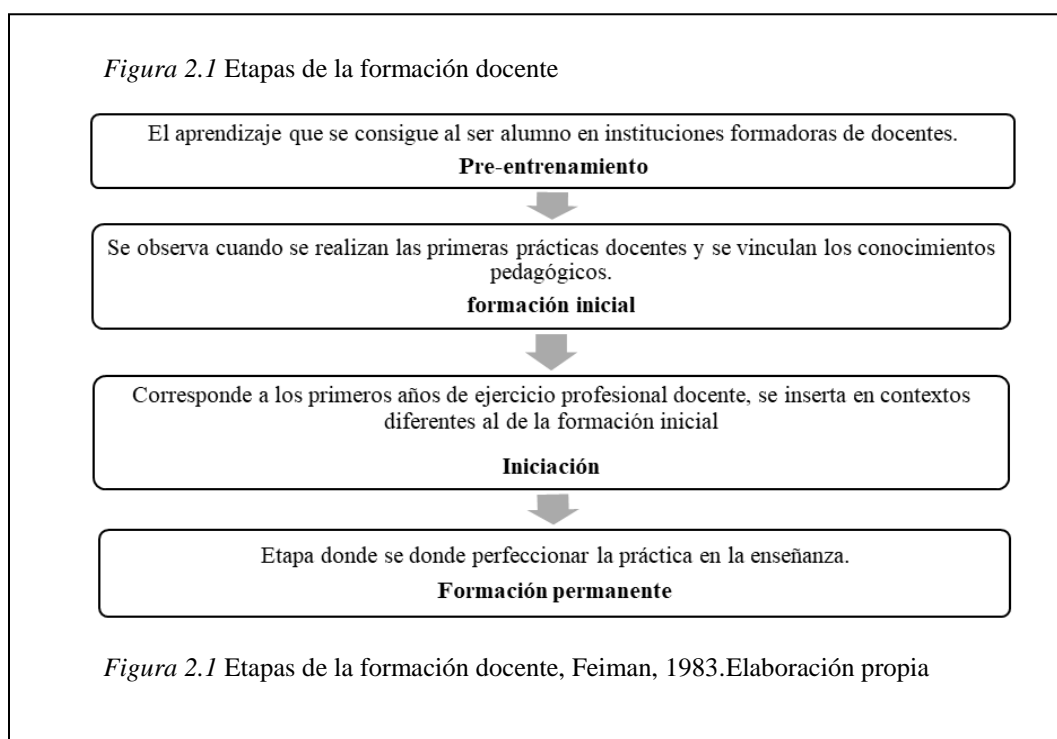 Figura 2.1 Etapas de la formación docente
El aprendizaje que se consigue al ser alumno en instituciones formadoras de docentes.
Pre-entrenamiento
Se observa cuando se realizan las primeras prácticas docentes y se vinculan los conocimientos
pedagógicos.
formación inicial
Corresponde a los primeros años de ejercicio profesional docente, se inserta en contextos
diferentes al de la formación inicial
Iniciación
Etapa donde se donde perfeccionar la práctica en la enseñanza.
Formación permanente
Figura 2.1 Etapas de la formación docente, Feiman, 1983.Elaboración propia